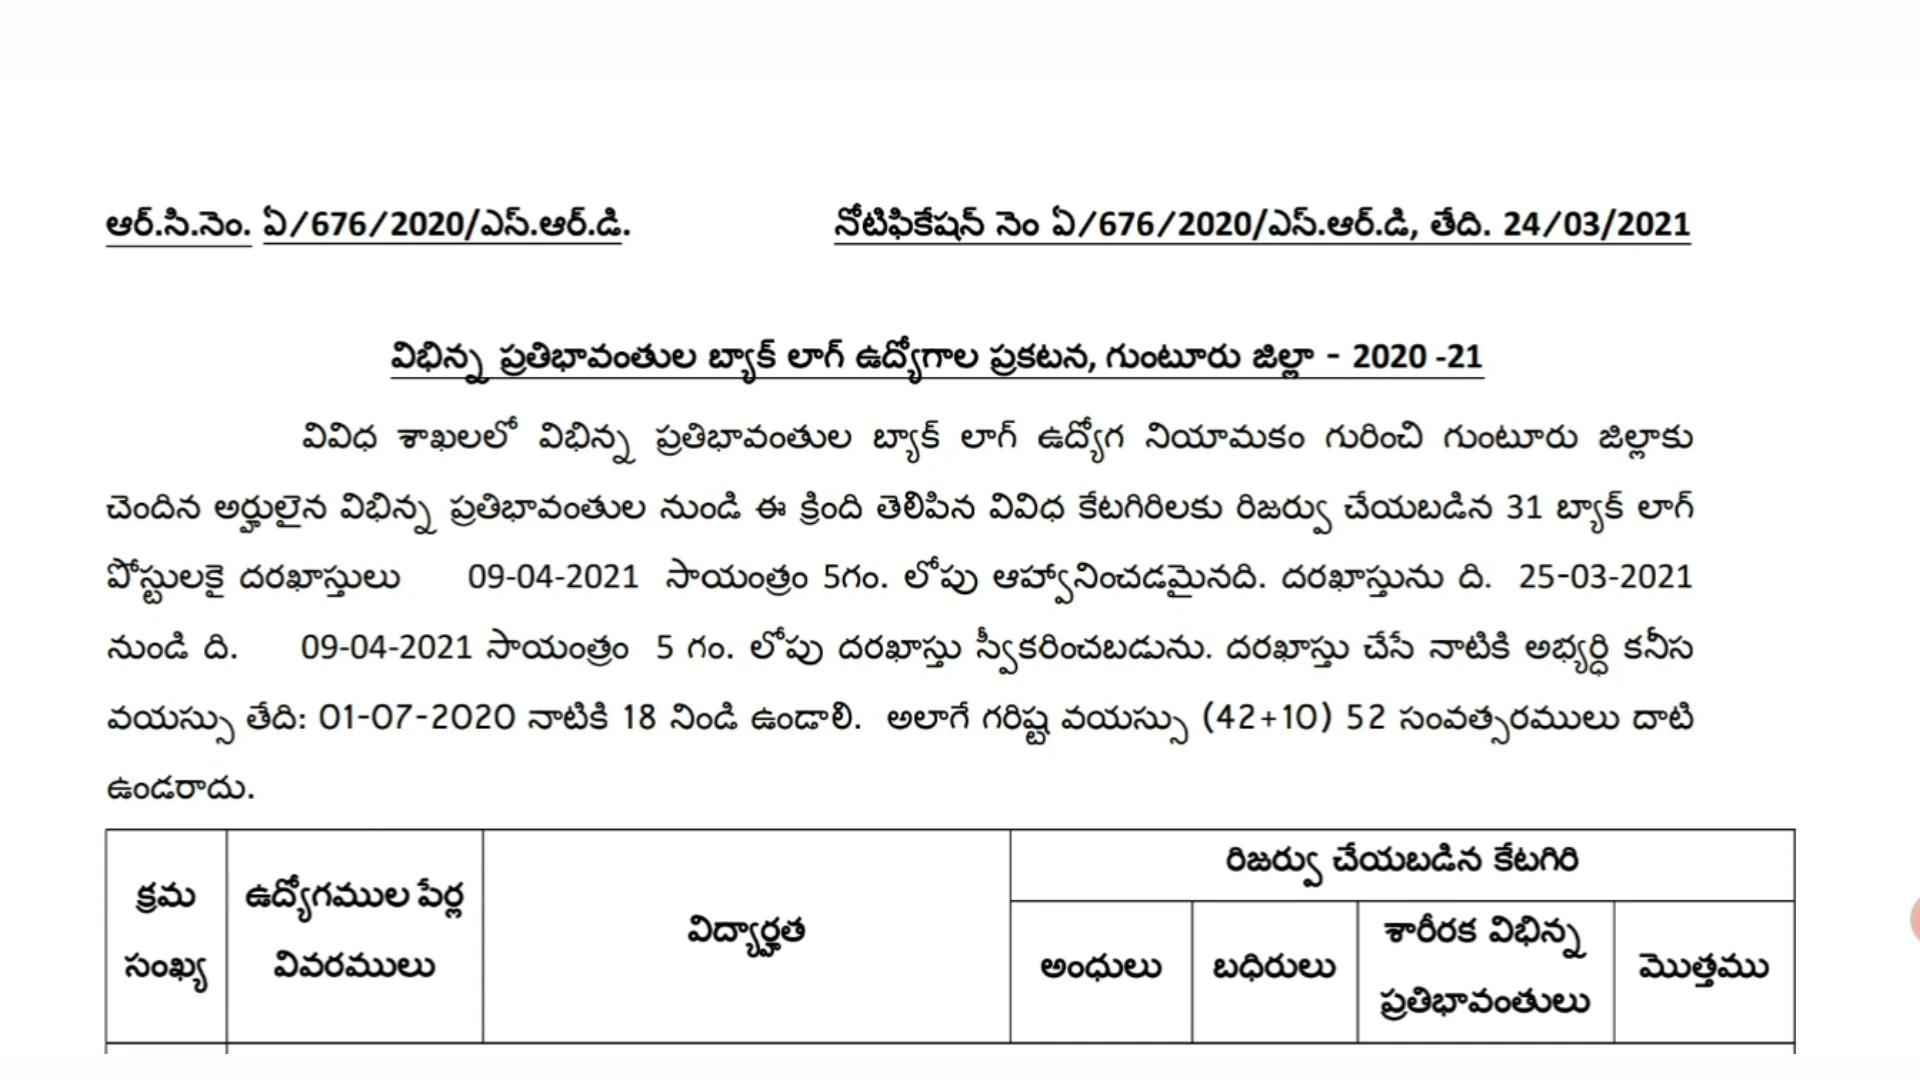 ఆర్.సి.నెం. ఏ/676/2020/ఎస్.ఆర్.డి. నోటిఫికేషన్ నెం ఏ/676/2020/ఎస్.ఆర్.డి, తేది. 24/03/2021
విభిన్న ప్రతిభావంతుల బ్యాక్ లాగ్ ఉద్యోగాల ప్రకటన, గుంటూరు జిల్లా - 2020 -21
వివిధ శాఖలలో విభిన్న ప్రతిభావంతుల బ్యాక్ లాగ్ ఉద్యోగ నియామకం గురించి గుంటూరు జిల్లాకు
చెందిన అర్హులైన విభిన్న ప్రతిభావంతుల నుండి ఈ క్రింది తెలిపిన వివిధ కేటగిరిలకు రిజర్వు చేయబడిన 31 బ్యాక్ లాగ్
పోస్టులకై దరఖాస్తులు 09-04-2021 సాయంత్రం 5గం. లోపు ఆహ్వానించడమైనది. దరఖాస్తును ది. 25-03-2021
నుండి ది. 09-04-2021 సాయంత్రం 5 గం. లోపు దరఖాస్తు స్వీకరించబడును. దరఖాస్తు చేసే నాటికి అభ్యర్ధి కనీస
వయస్సు తేది: 01-07-2020 నాటికి 18 నిండి ఉండాలి. అలాగే గరిష్ట వయస్సు (42+10) 52 సంవత్సరములు దాటి
ఉండరాదు.
క్రమ సంఖ్య
ఉద్యోగముల పేర్ల వివరములు
విద్యార్హత
రిజర్వు చేయబడిన కేటగిరి
అంధులు
బధిరులు
శారీరక విభిన్న ప్రతిభావంతులు
మొత్తము